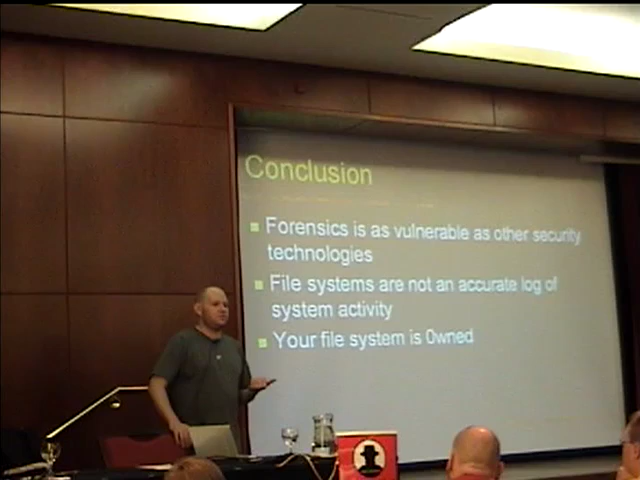 Conclusion
Forensics is as vulnerable as other security
technologies
File systems are not an accurate log of
system activity
Your file system is 0wned